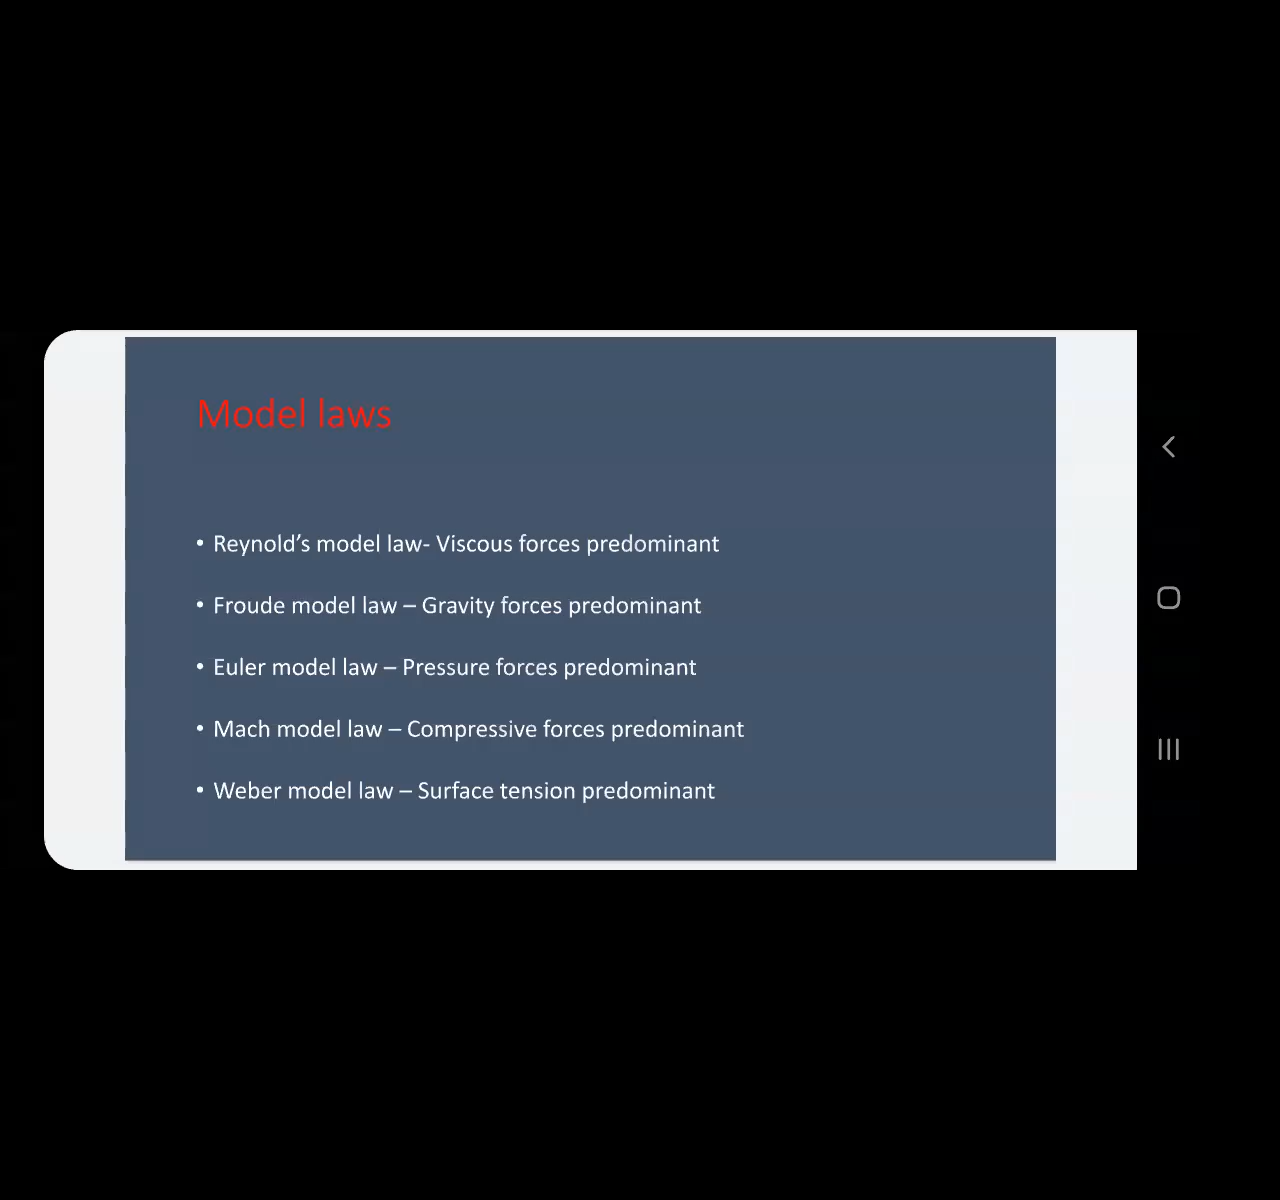 Model laws
• Reynold’s model law- Viscous forces predominant
• Froude model law – Gravity forces predominant
• Euler model law – Pressure forces predominant
• Mach model law – Compressive forces predominant
• Weber model law – Surface tension predominant